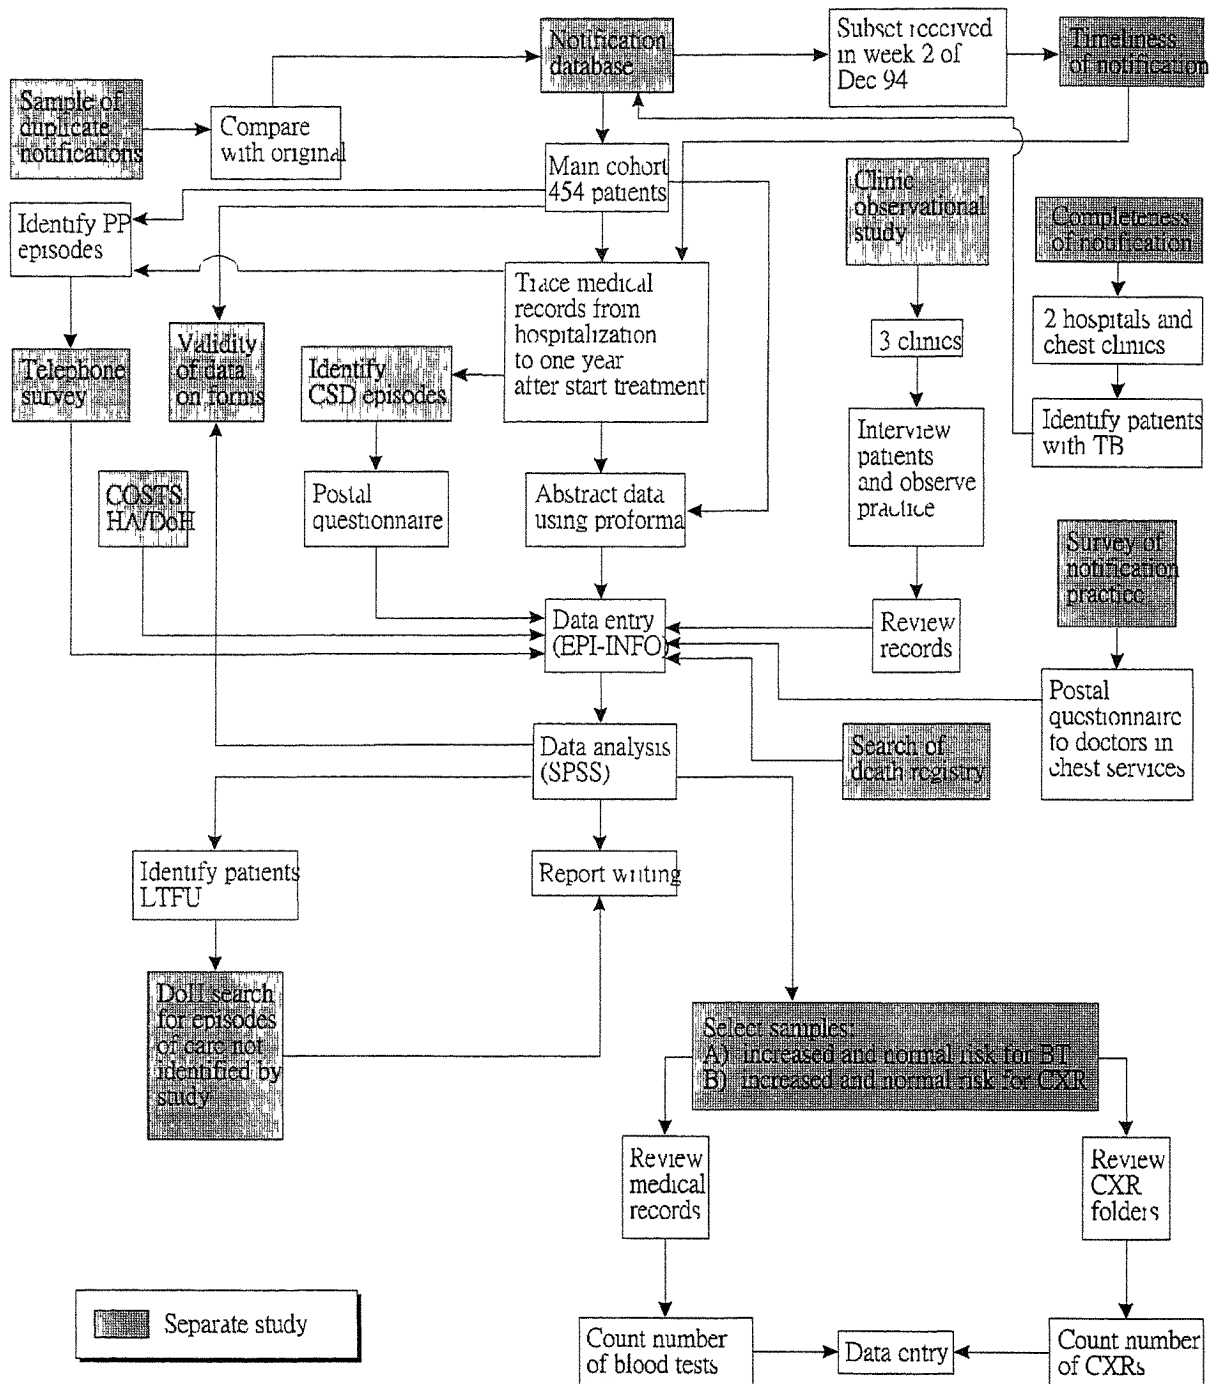 Notification
database
Subset received
in week 2 of
Dec 94
Timeliness
of notification
Sample of
duplicate
notifications
Compare
with original
Main cohort
454 patients
Clinic
observational
study
Completeness
of notification
Identify PP
episodes
Trace medical
records from
hospitalization
to one year
after start treatment
3 clinics
2 hospitals and
chest clinics
Telephone
survey
Validity
of data
on forms
Identify
CSD episodes
Interview
patients
and observe
practice
Identify patients
with TB
COSTS
HA/DoH
Postal
questionnaire
Abstract data
using proforma
Survey of
notification
practice
Data entry
(EPI-INFO)
Review
records
Postal
questionnaire
to doctors in
chest services
Data analysis
(SPSS)
Search of
death registry
Identify patients
LTFU
Report writing
DoH search
for episodes
of care not
identified by
study
Select samples:
A) increased and normal risk for BT
B) increased and normal risk for CXR
Review
medical
records
Review
CXR
folders
Separate study
Count number
of blood tests
Data entry
Count number
of CXRs